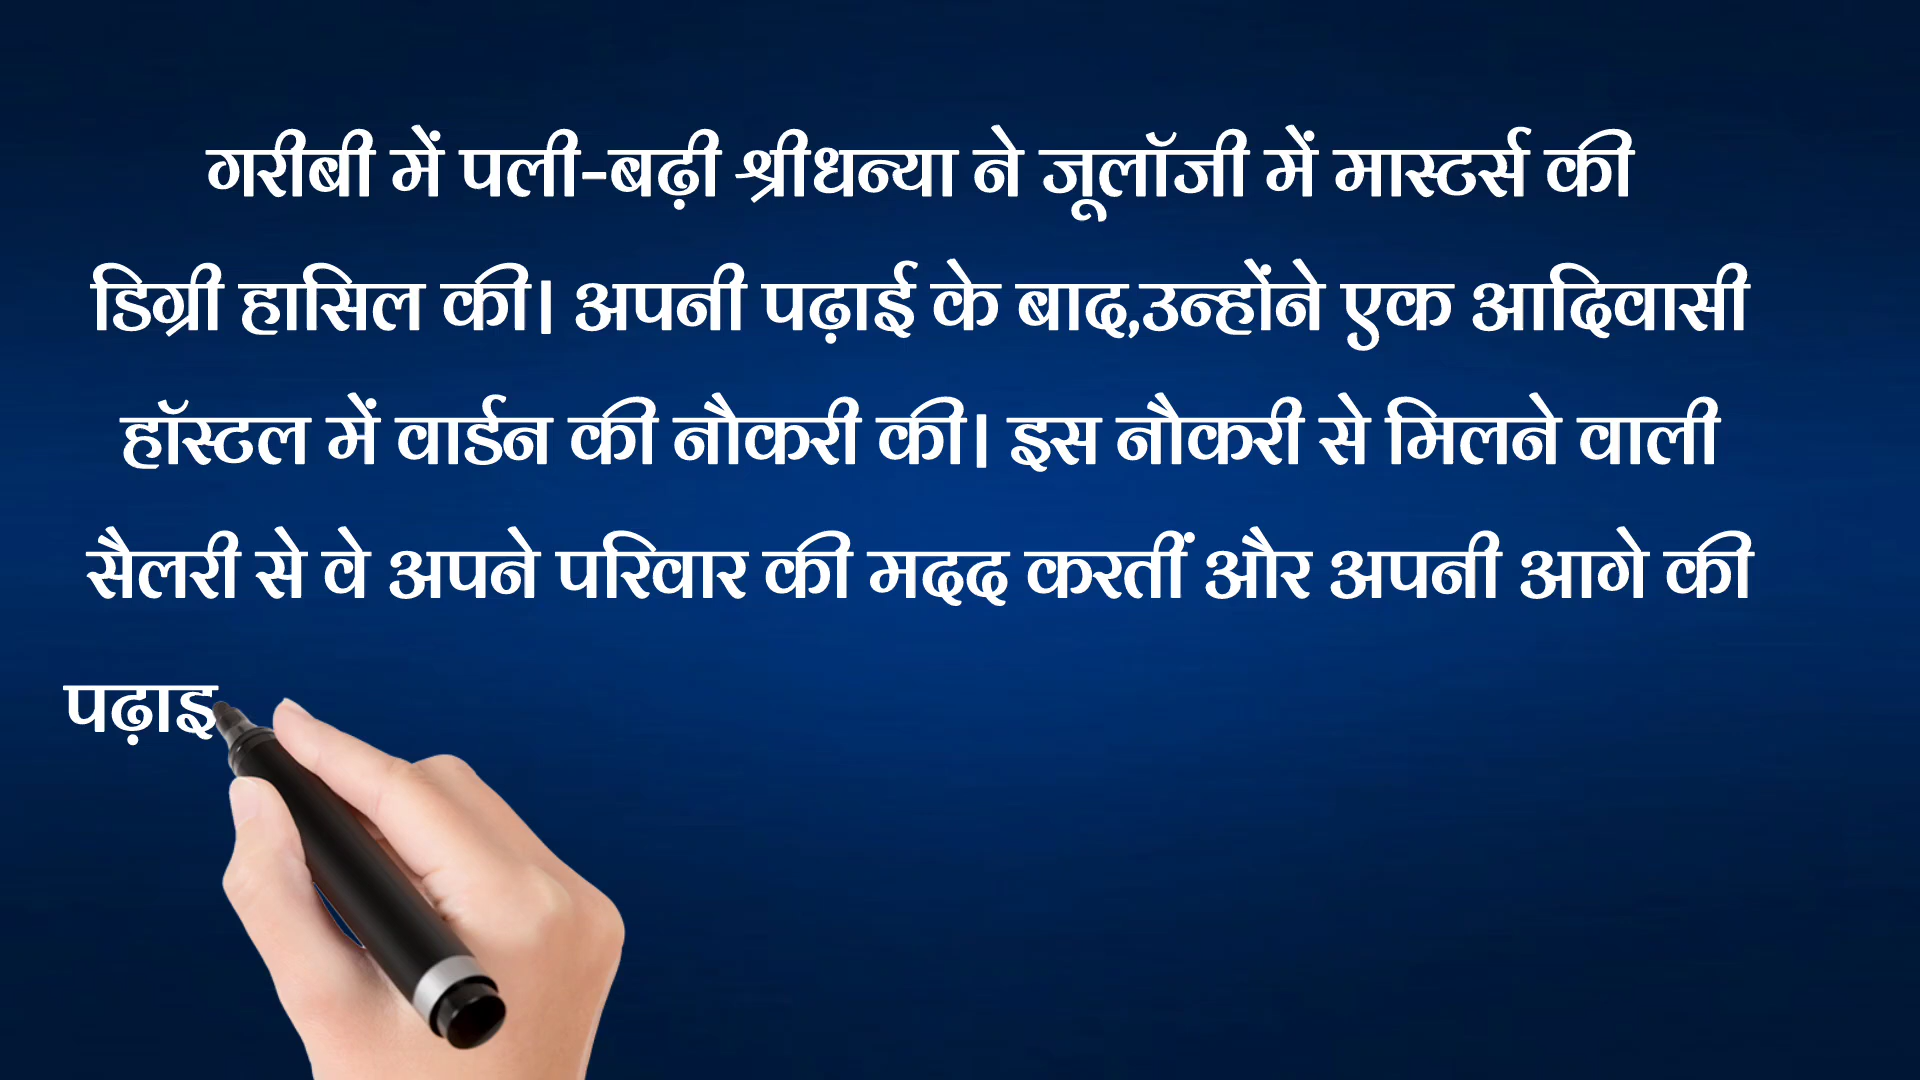 गरीबी में पली-बढ़ी श्रीधन्या ने जूलॉजी में मास्टर्स की
डिग्री हासिल की। अपनी पढ़ाई के बाद,उन्होंने एक आदिवासी
हॉस्टल में वार्डन की नौकरी की। इस नौकरी से मिलने वाली
सैलरी से वे अपने परिवार की मदद करतीं और अपनी आगे की
पढ़ाइ